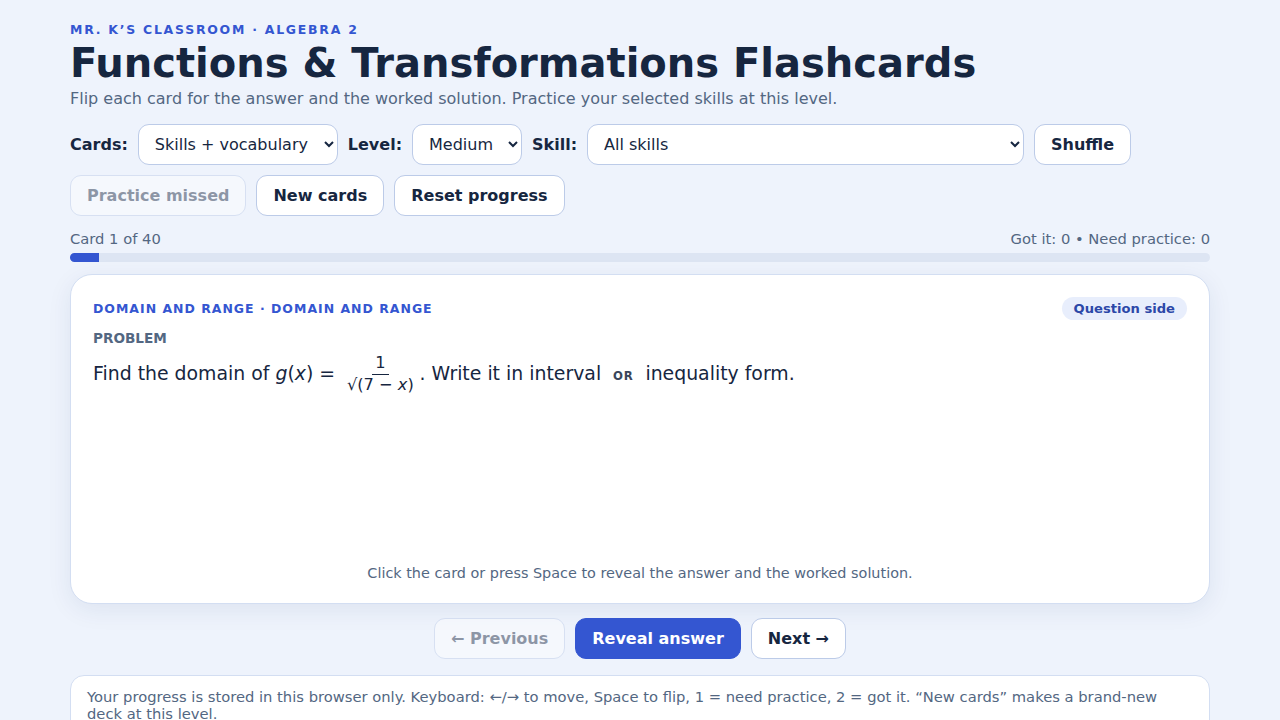 MR. K’S CLASSROOM · ALGEBRA 2
Functions & Transformations Flashcards
Flip each card for the answer and the worked solution. Practice your selected skills at this level.
Cards: Skills + vocabulary Level: Medium Skill: All skills Shuffle
Practice missed New cards Reset progress
Card 1 of 40 Got it: 0 • Need practice: 0
DOMAIN AND RANGE · DOMAIN AND RANGE Question side
PROBLEM
Find the domain of g(x) = 1/√(7 − x). Write it in interval OR inequality form.
Click the card or press Space to reveal the answer and the worked solution.
← Previous Reveal answer Next →
Your progress is stored in this browser only. Keyboard: ←/→ to move, Space to flip, 1 = need practice, 2 = got it. “New cards” makes a brand-new
deck at this level.